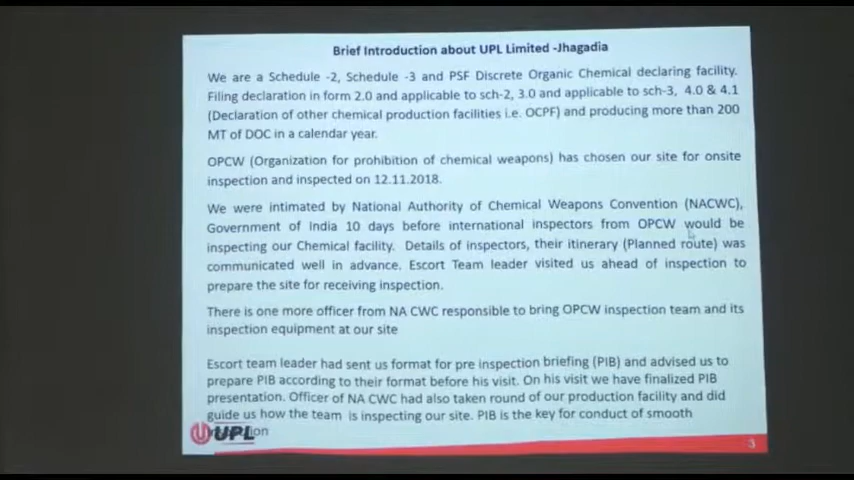 Brief Introduction about UPL Limited -Jhagadia
We are a Schedule -2, Schedule -3 and PSF Discrete Organic Chemical declaring facility.
Filing declaration in form 2.0 and applicable to sch-2, 3.0 and applicable to sch-3, 4.0 & 4.1
(Declaration of other chemical production facilities i.e. OCPF) and producing more than 200
MT of DOC in a calendar year.
OPCW (Organization for prohibition of chemical weapons) has chosen our site for onsite
inspection and inspected on 12.11.2018.
We were intimated by National Authority of Chemical Weapons Convention (NACWC),
Government of India 10 days before international inspectors from OPCW would be
inspecting our Chemical facility. Details of inspectors, their itinerary (Planned route) was
communicated well in advance. Escort Team leader visited us ahead of inspection to
prepare the site for receiving inspection.
There is one more officer from NA CWC responsible to bring OPCW inspection team and its
inspection equipment at our site
Escort team leader had sent us format for pre inspection briefing (PIB) and advised us to
prepare PIB according to their format before his visit. On his visit we have finalized PIB
presentation. Officer of NA CWC had also taken round of our production facility and did
guide us how the team is inspecting our site. PIB is the key for conduct of smooth
UPL
3